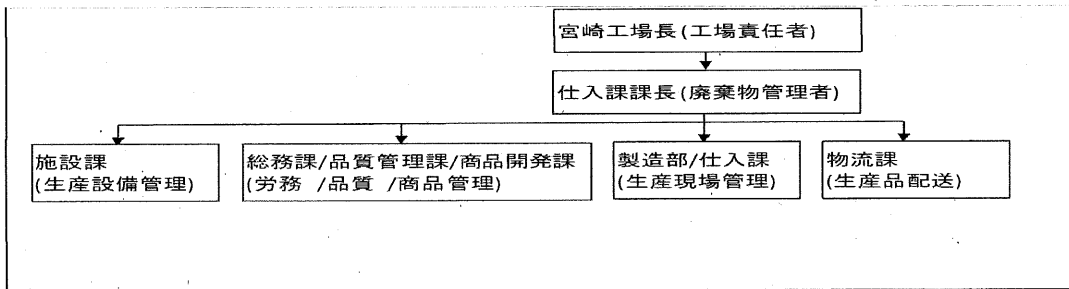 宮崎工場長(工場責任者)
仕入課課長(廃棄物管理者)
施設課
(生産設備管理)
総務課/品質管理課/商品開発課
(労務 /品質 /商品管理)
製造部/仕入課
(生産現場管理)
物流課
(生産品配送)